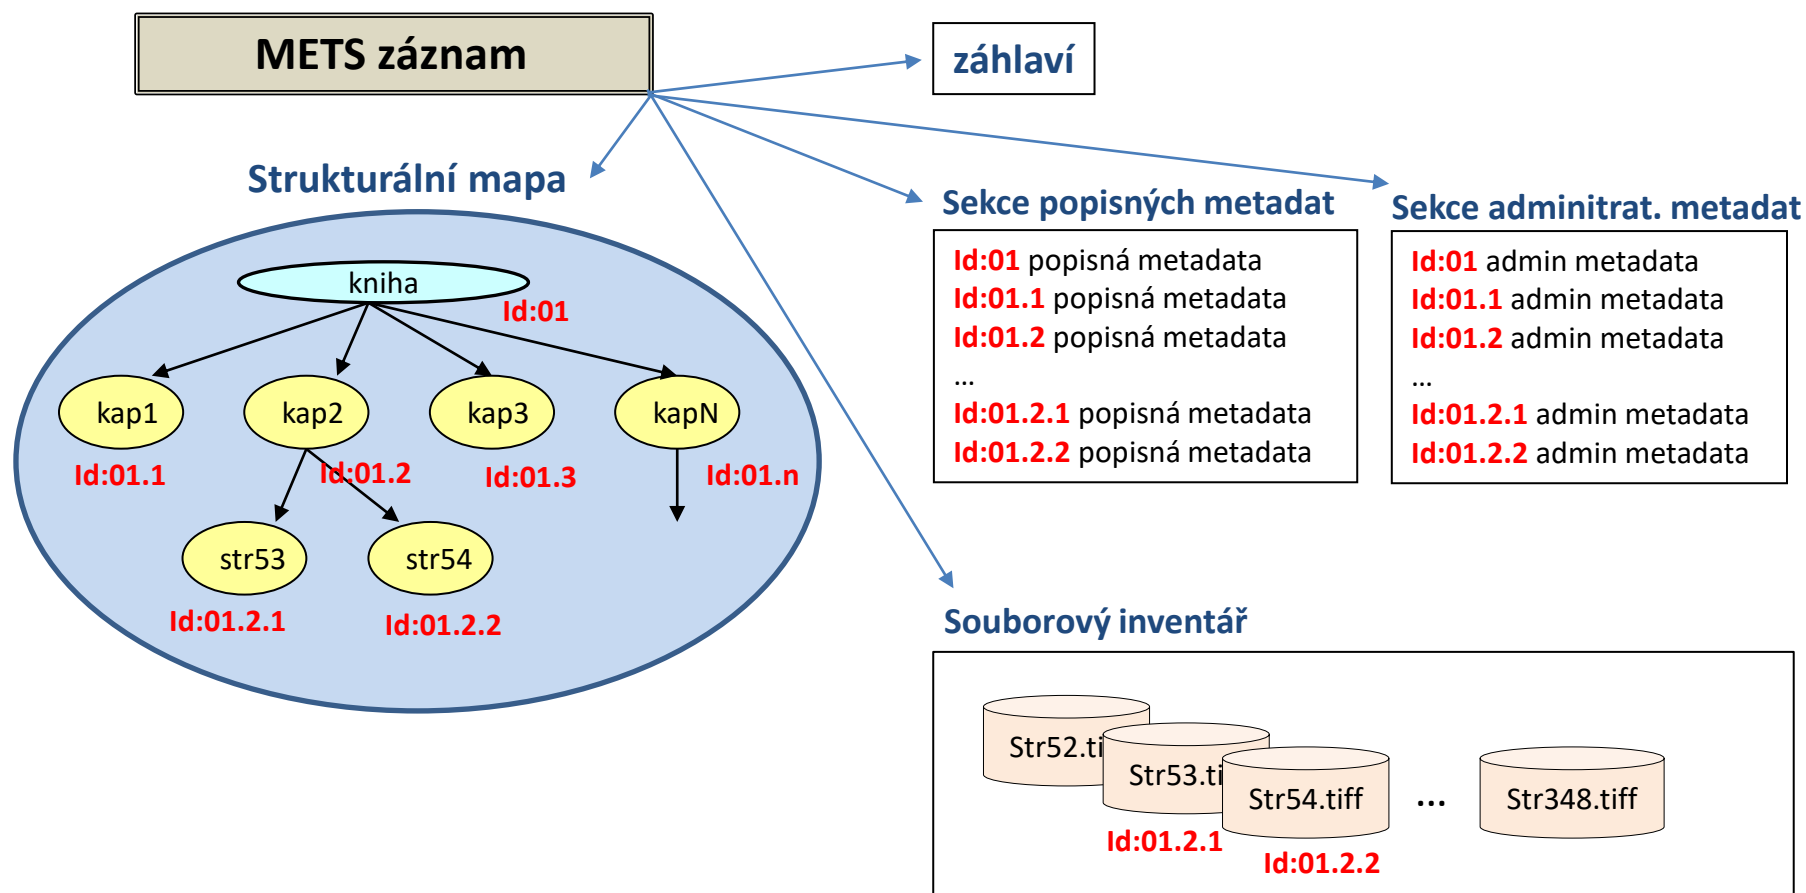 METS záznam
záhlaví
Strukturální mapa
kniha
Id:01
kap1
kap2
kap3
kapN
Id:01.1
Id:01.2
Id:01.3
Id:01.n
str53
str54
Id:01.2.1
Id:01.2.2
Sekce popisných metadat
Id:01 popisná metadata
Id:01.1 popisná metadata
Id:01.2 popisná metadata
...
Id:01.2.1 popisná metadata
Id:01.2.2 popisná metadata
Sekce adminitrat. metadat
Id:01 admin metadata
Id:01.1 admin metadata
Id:01.2 admin metadata
...
Id:01.2.1 admin metadata
Id:01.2.2 admin metadata
Souborový inventář
Str52.ti
Str53.ti
Str54.tiff
...
Str348.tiff
Id:01.2.1
Id:01.2.2